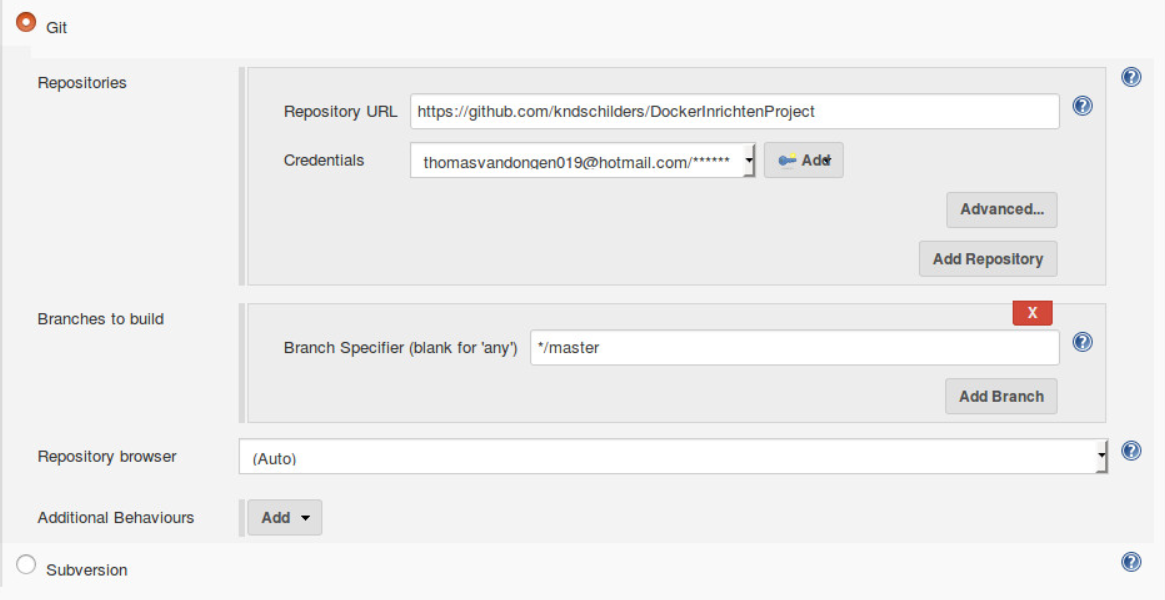 Git
Repositories
Repository URL https://github.com/kndschilders/DockerInrichtenProject
Credentials thomasvandongen019@hotmail.com/****** Add
Advanced...
Add Repository
Branches to build
X
Branch Specifier (blank for 'any') */master
Add Branch
Repository browser (Auto)
Additional Behaviours Add
Subversion